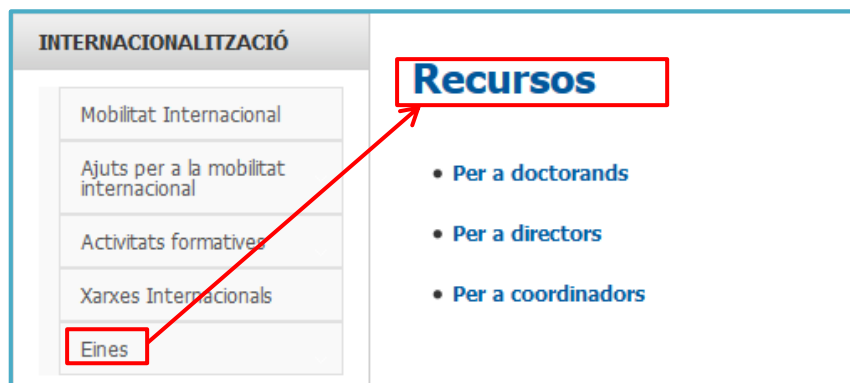 INTERNACIONALITZACIÓ
Mobilitat Internacional
Ajuts per a la mobilitat
internacional
Activitats formatives
Xarxes Internacionals
Eines
Recursos
• Per a doctorands
• Per a directors
• Per a coordinadors